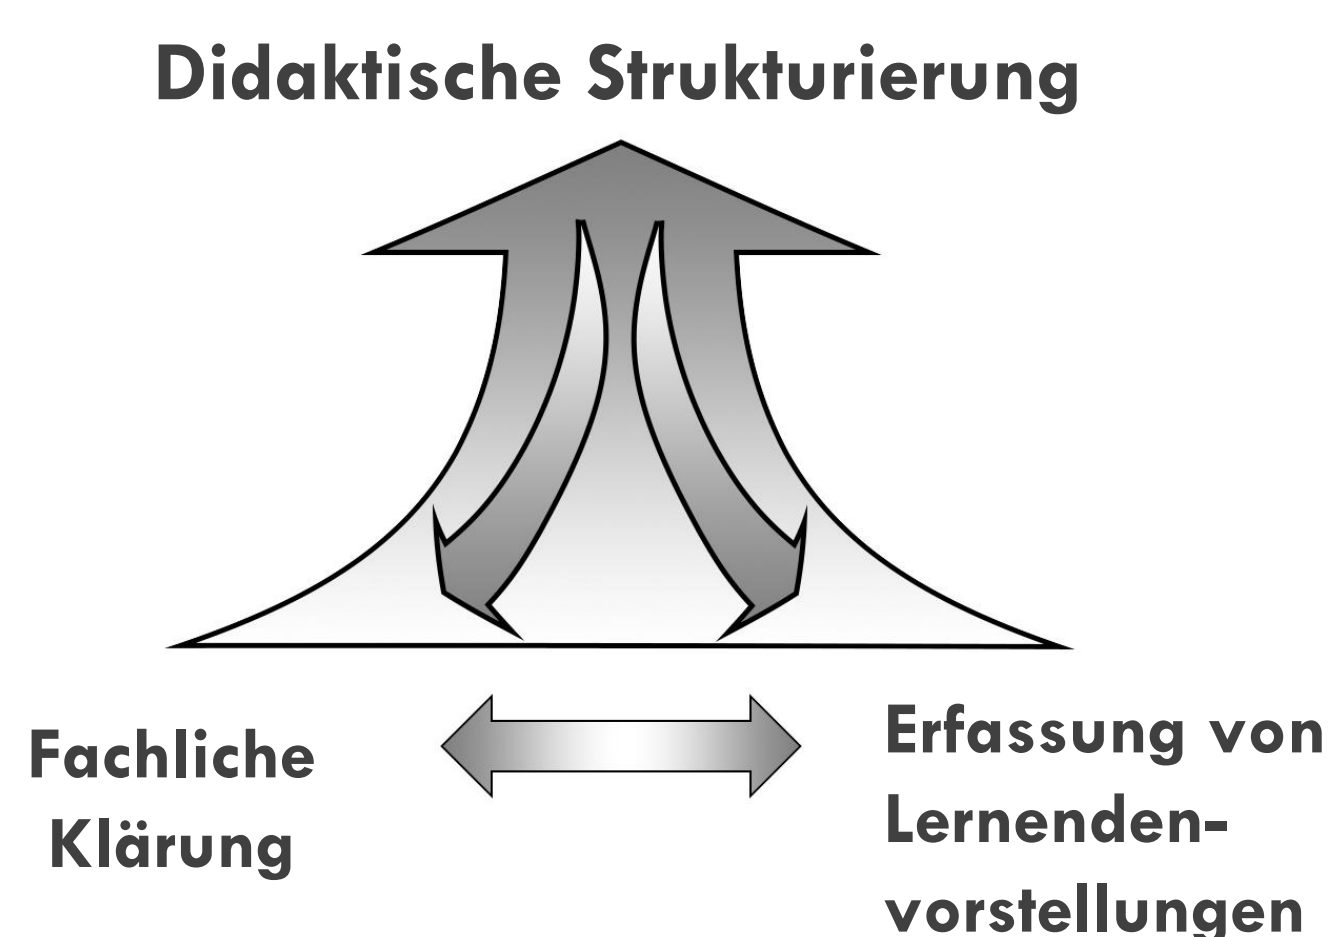 Didaktische Strukturierung
Fachliche
Klärung
Erfassung von
Lernenden-
vorstellungen